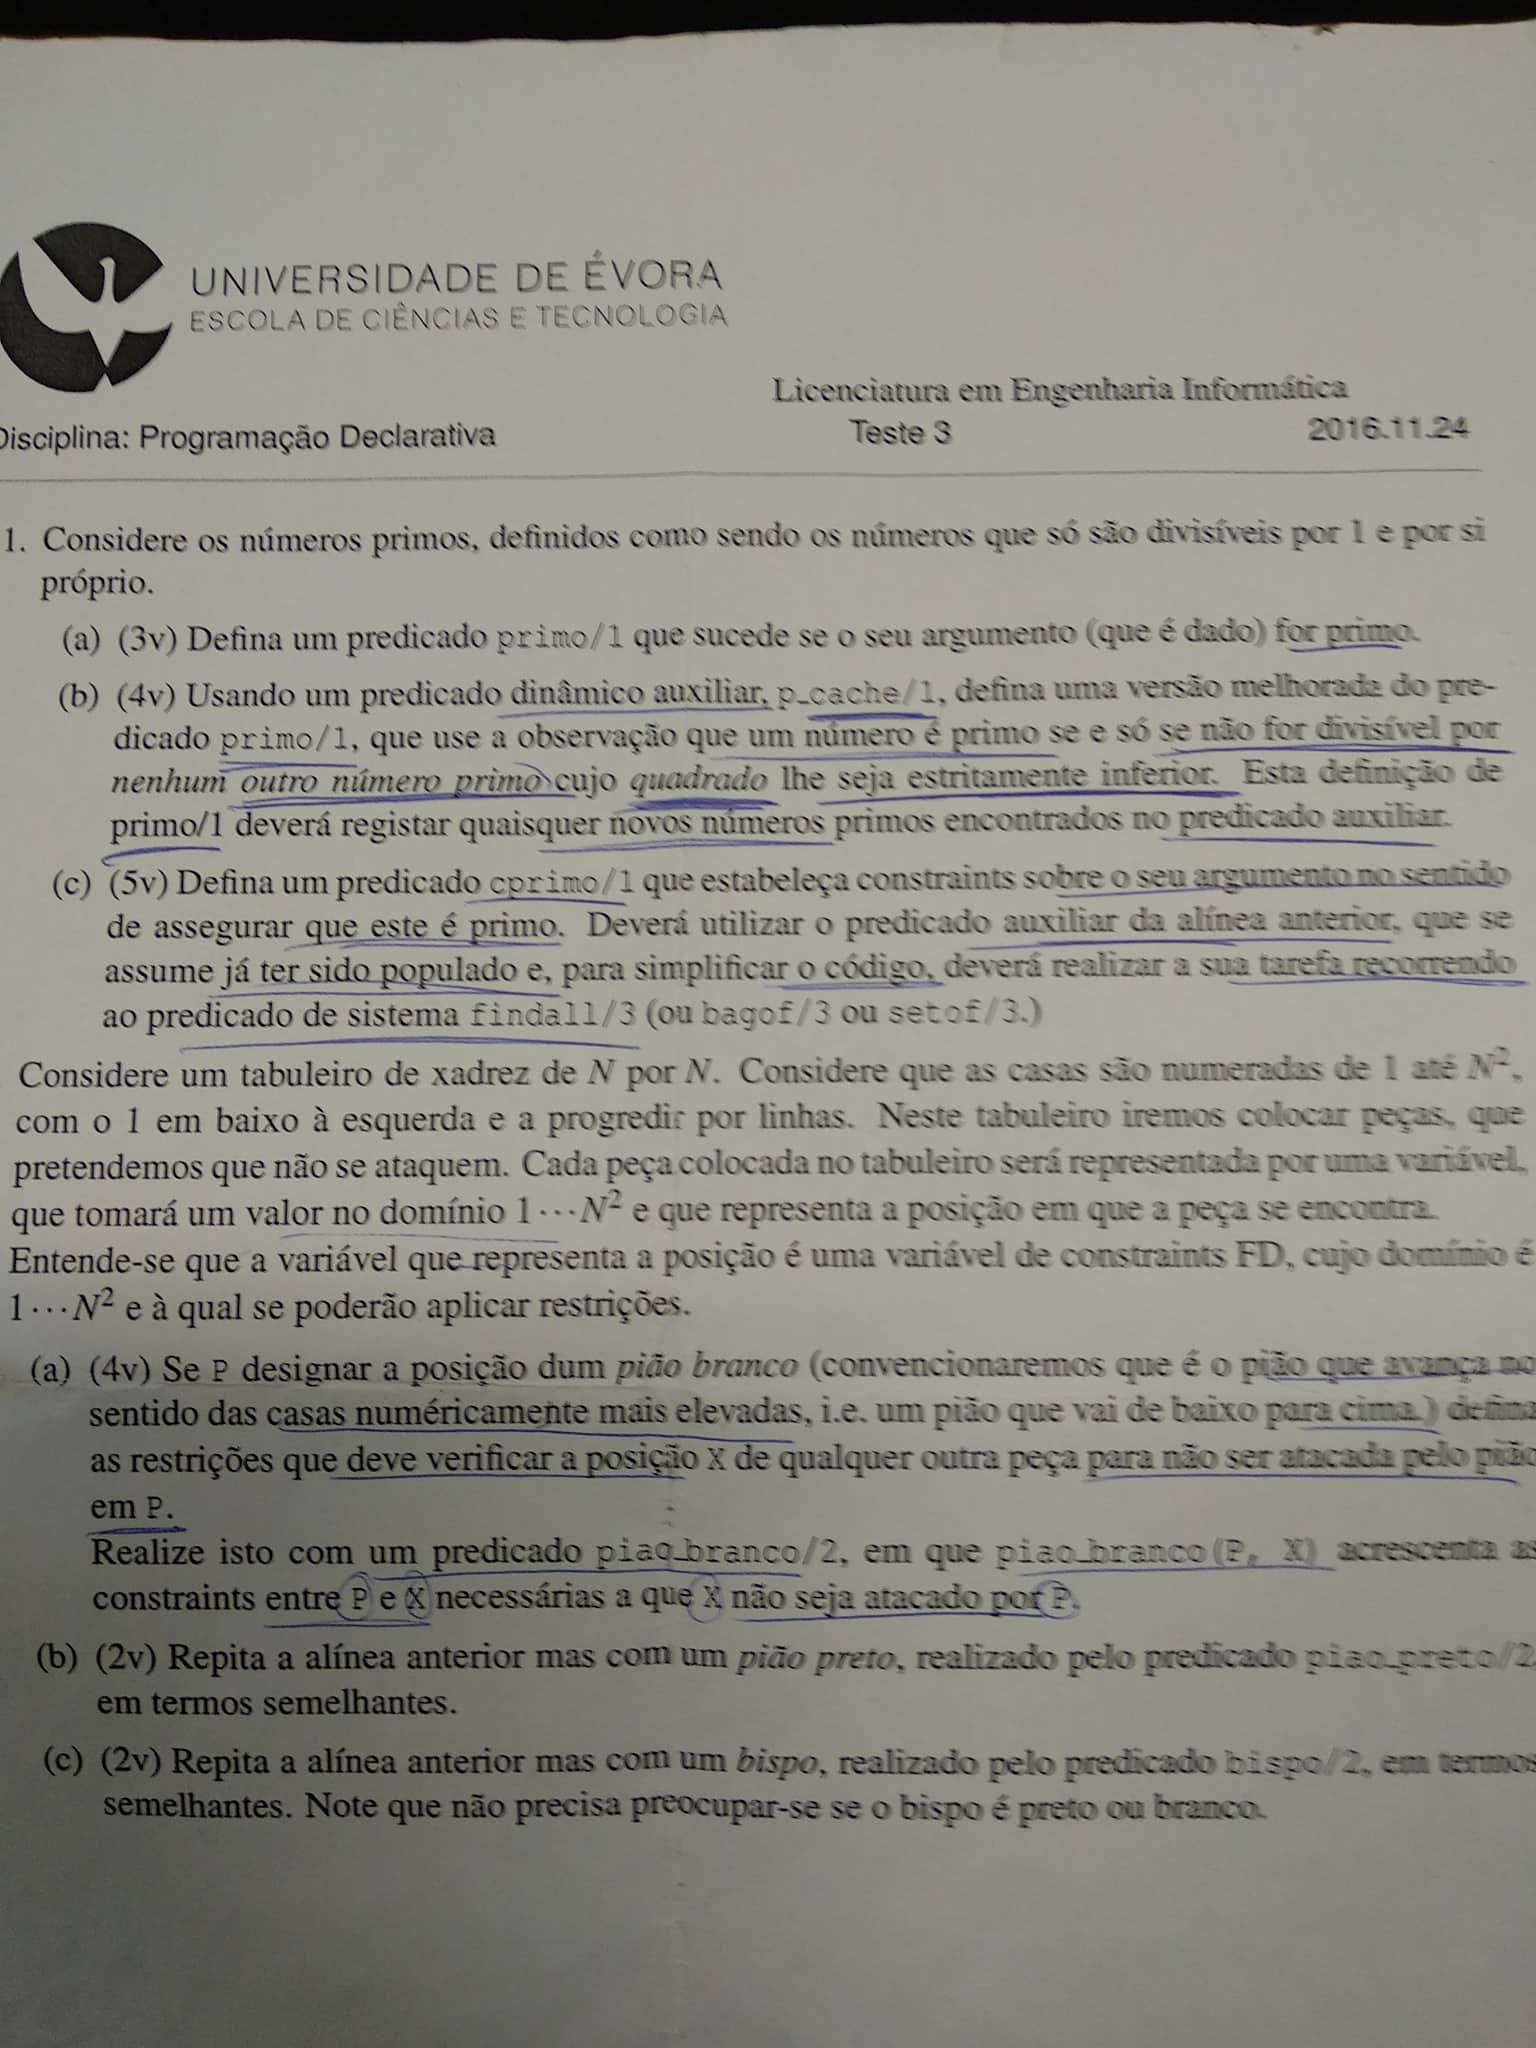 UNIVERSIDADE DE ÉVORA
ESCOLA DE CIÊNCIAS E TECNOLOGIA
Licenciatura em Engenharia Informática
Disciplina: Programação Declarativa Teste 3 2016.11.24
1. Considere os números primos, definidos como sendo os números que só são divisíveis por 1 e por si
próprio.
(a) (3v) Defina um predicado primo/1 que sucede se o seu argumento (que é dado) for primo.
(b) (4v) Usando um predicado dinâmico auxiliar, p_cache/1, defina uma versão melhorada do pre-
dicado primo/1, que use a observação que um número é primo se e só se não for divisível por
nenhum outro número primo cujo quadrado lhe seja estritamente inferior. Esta definição de
primo/1 deverá registar quaisquer novos números primos encontrados no predicado auxiliar.
(c) (5v) Defina um predicado cprimo/1 que estabeleça constraints sobre o seu argumento no sentido
de assegurar que este é primo. Deverá utilizar o predicado auxiliar da alínea anterior, que se
assume já ter sido populado e, para simplificar o código, deverá realizar a sua tarefa recorrendo
ao predicado de sistema findall/3 (ou bagof/3 ou setof/3.)
Considere um tabuleiro de xadrez de N por N. Considere que as casas são numeradas de 1 até N²,
com o 1 em baixo à esquerda e a progredir por linhas. Neste tabuleiro iremos colocar peças, que
pretendemos que não se ataquem. Cada peça colocada no tabuleiro será representada por uma variável,
que tomará um valor no domínio 1···N² e que representa a posição em que a peça se encontra.
Entende-se que a variável que representa a posição é uma variável de constraints FD, cujo domínio é
1···N² e à qual se poderão aplicar restrições.
(a) (4v) Se P designar a posição dum pião branco (convencionaremos que é o pião que avança no
sentido das casas numéricamente mais elevadas, i.e. um pião que vai de baixo para cima.) defina
as restrições que deve verificar a posição X de qualquer outra peça para não ser atacada pelo pião
em P.
Realize isto com um predicado piao_branco/2, em que piao_branco(P, X) acrescenta as
constraints entre P e X necessárias a que X não seja atacado por P.
(b) (2v) Repita a alínea anterior mas com um pião preto, realizado pelo predicado piao_preto/2,
em termos semelhantes.
(c) (2v) Repita a alínea anterior mas com um bispo, realizado pelo predicado bispo/2, em termos
semelhantes. Note que não precisa preocupar-se se o bispo é preto ou branco.